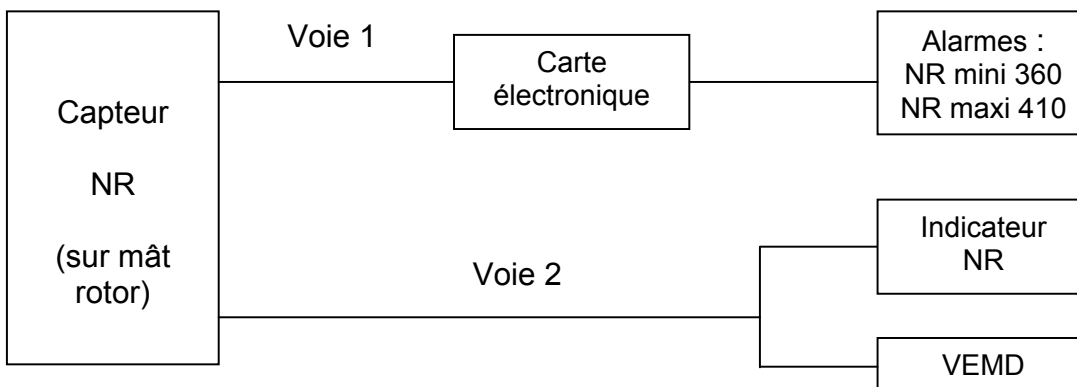 Capteur
NR
(sur mât
rotor)
Voie 1
Carte
électronique
Alarmes :
NR mini 360
NR maxi 410
Voie 2
Indicateur
NR
VEMD